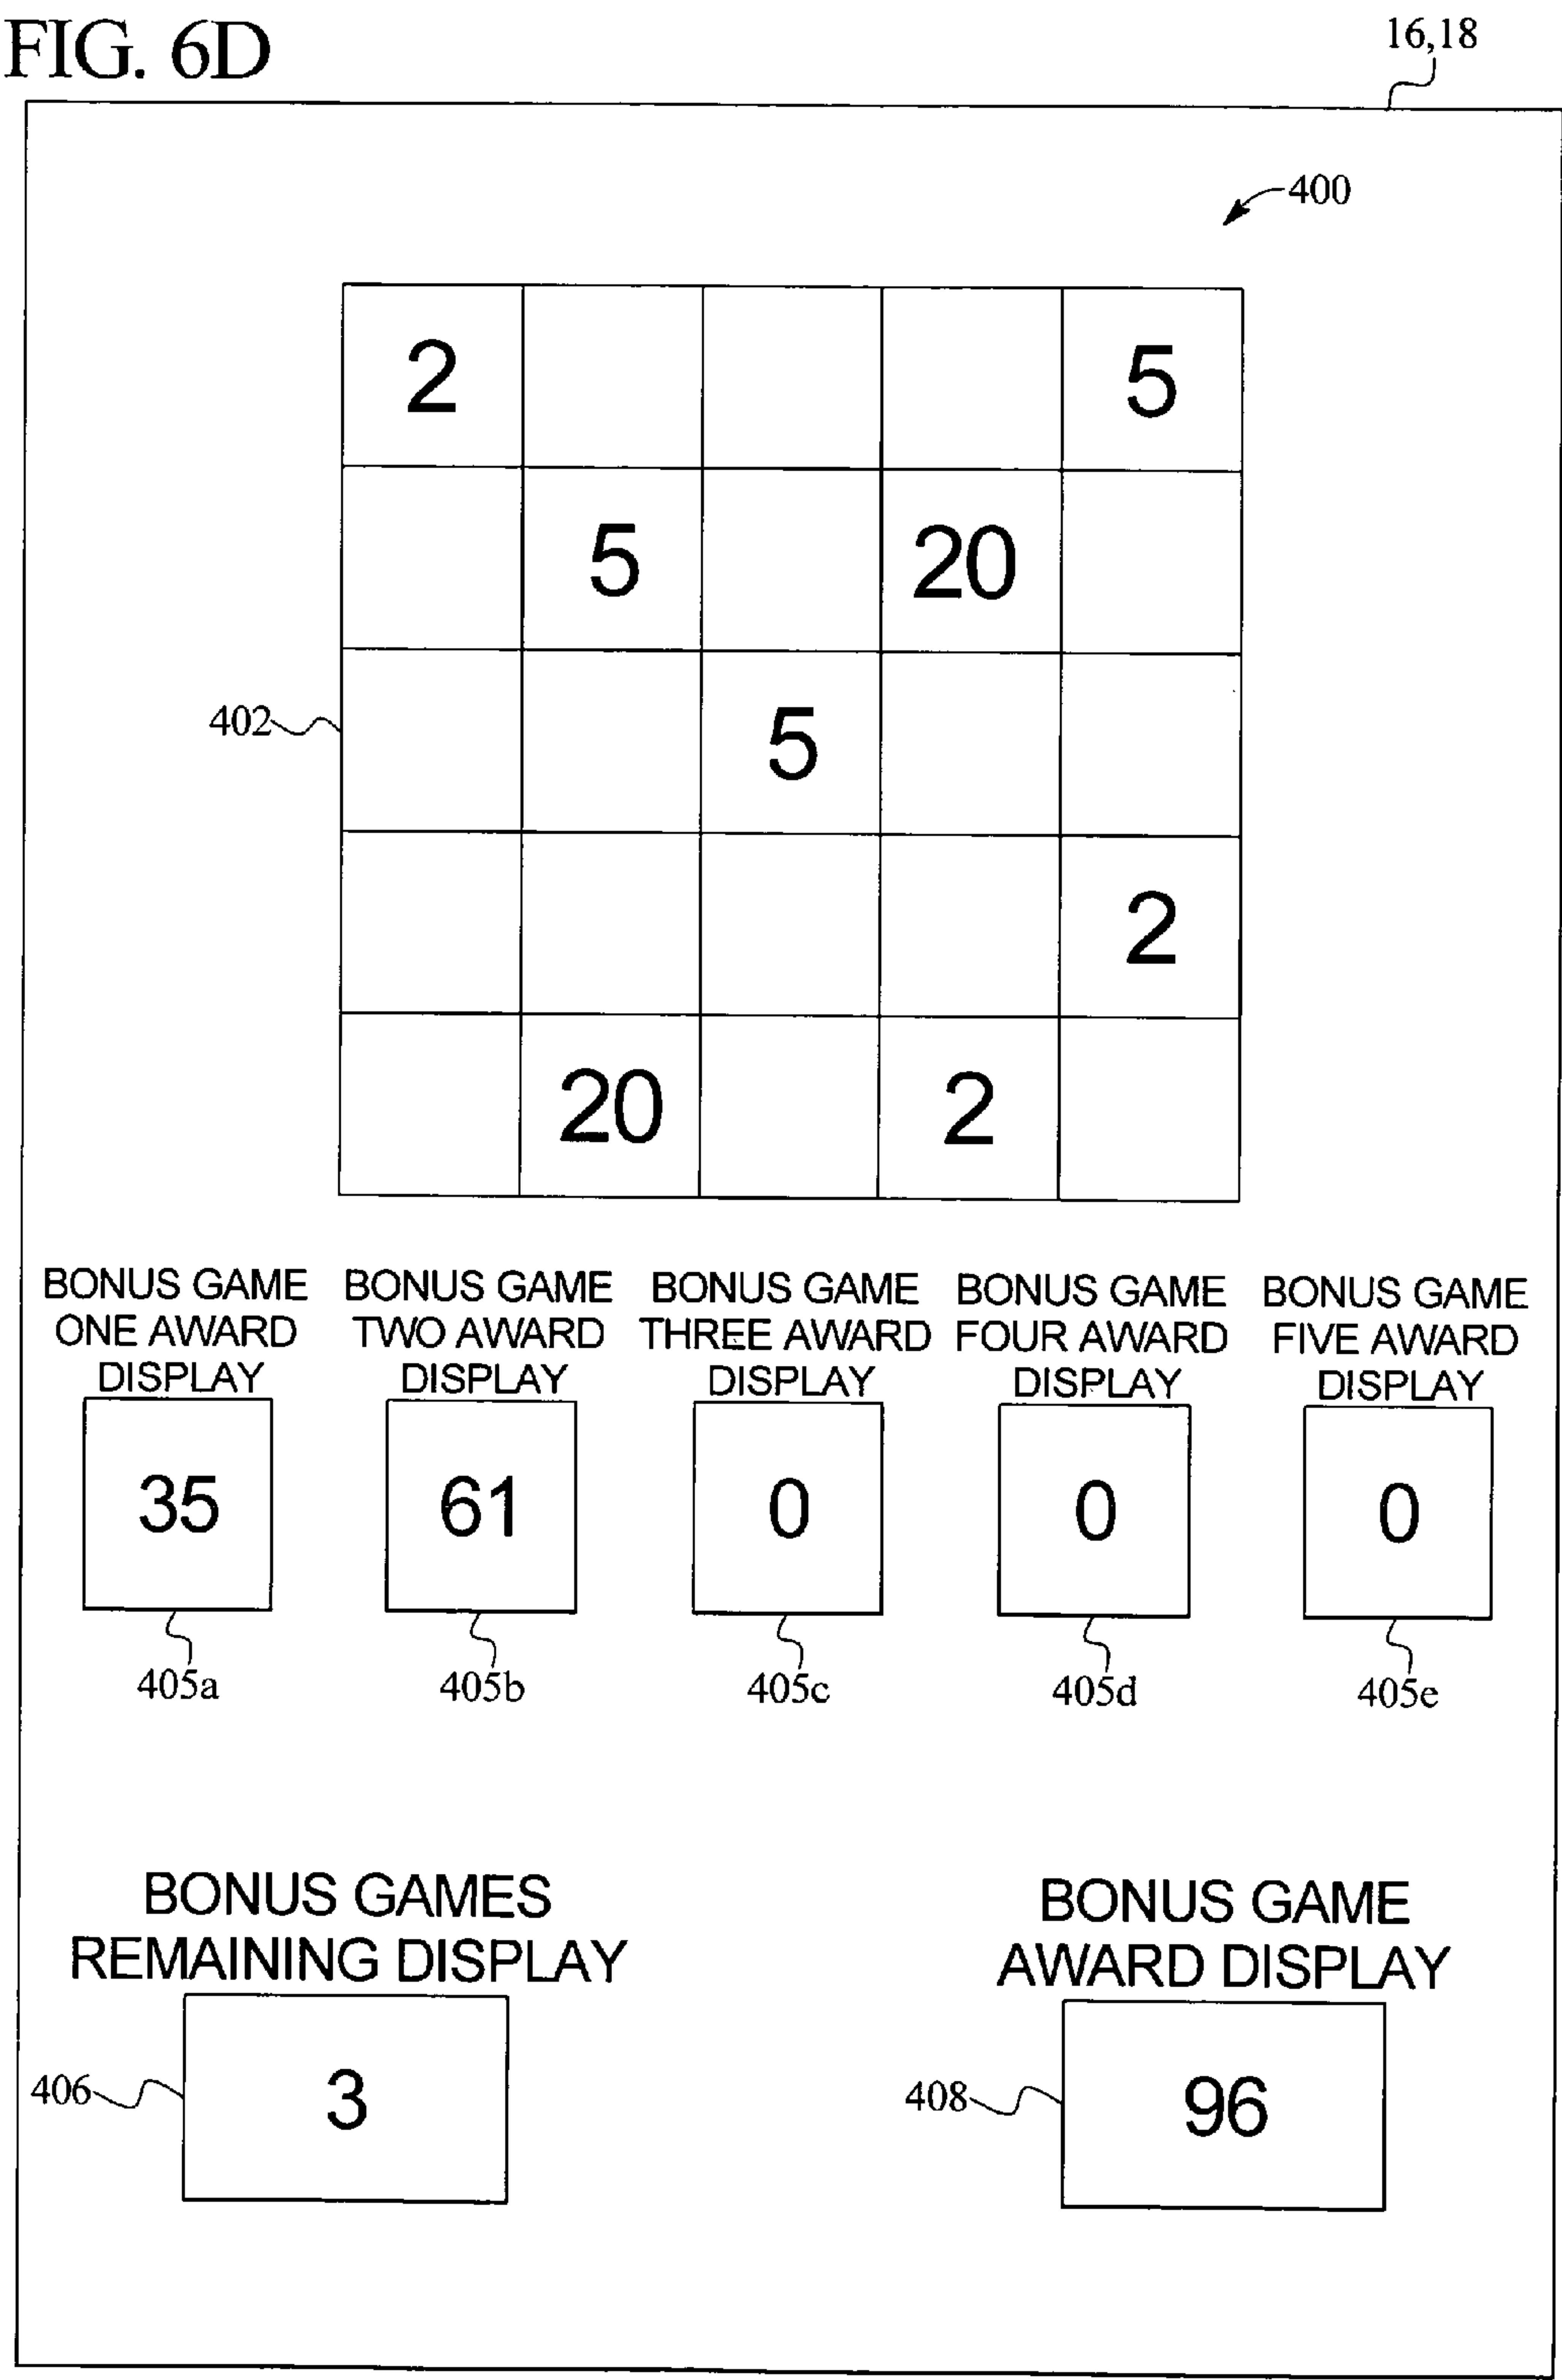 FIG. 6D
16,18
400
2 5
5 20
402
5
2
20 2
BONUS GAME BONUS GAME BONUS GAME BONUS GAME BONUS GAME
ONE AWARD TWO AWARD THREE AWARD FOUR AWARD FIVE AWARD
DISPLAY DISPLAY DISPLAY DISPLAY DISPLAY
35 61 0 0 0
405a 405b 405c 405d 405e
BONUS GAMES BONUS GAME
REMAINING DISPLAY AWARD DISPLAY
406 3 408 96